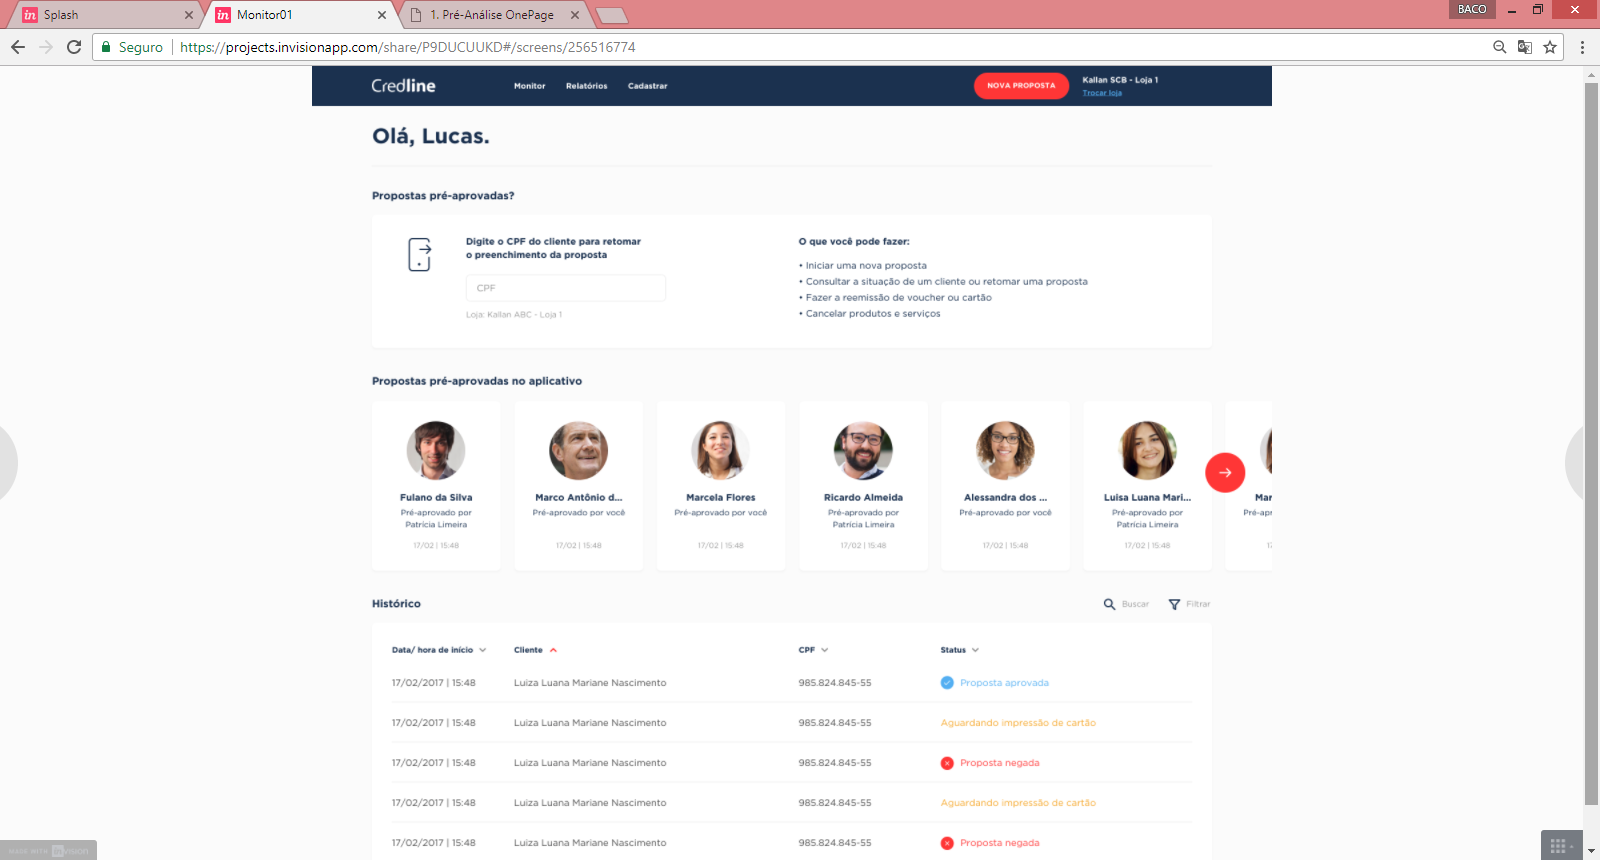 Splash
Monitor01
1. Pré-Análise OnePage
BACO
Seguro
https://projects.invisionapp.com/share/P9DUCUUKD#/screens/256516774
Credline
Monitor
Relatórios
Cadastrar
NOVA PROPOSTA
Kallan SCB - Loja 1
Trocar loja
Olá, Lucas.
Propostas pré-aprovadas?
Digite o CPF do cliente para retomar
o preenchimento da proposta
CPF
Loja: Kallan ABC - Loja 1
O que você pode fazer:
• Iniciar uma nova proposta
• Consultar a situação de um cliente ou retomar uma proposta
• Fazer a reemissão de voucher ou cartão
• Cancelar produtos e serviços
Propostas pré-aprovadas no aplicativo
Fulano da Silva
Pré-aprovado por
Patrícia Limeira
17/02 | 15:48
Marco Antônio d...
Pré-aprovado por você
17/02 | 15:48
Marcela Flores
Pré-aprovado por você
17/02 | 15:48
Ricardo Almeida
Pré-aprovado por
Patrícia Limeira
17/02 | 15:48
Alessandra dos ...
Pré-aprovado por você
17/02 | 15:48
Luisa Luana Mari...
Pré-aprovado por
Patrícia Limeira
17/02 | 15:48
Mar
Pré-ap
17
Histórico
Buscar
Filtrar
Data/ hora de início
Cliente
CPF
Status
17/02/2017 | 15:48 Luiza Luana Mariane Nascimento 985.824.845-55 Proposta aprovada
17/02/2017 | 15:48 Luiza Luana Mariane Nascimento 985.824.845-55 Aguardando impressão de cartão
17/02/2017 | 15:48 Luiza Luana Mariane Nascimento 985.824.845-55 Proposta negada
17/02/2017 | 15:48 Luiza Luana Mariane Nascimento 985.824.845-55 Aguardando impressão de cartão
17/02/2017 | 15:48 Luiza Luana Mariane Nascimento 985.824.845-55 Proposta negada
MADE WITH INVISION